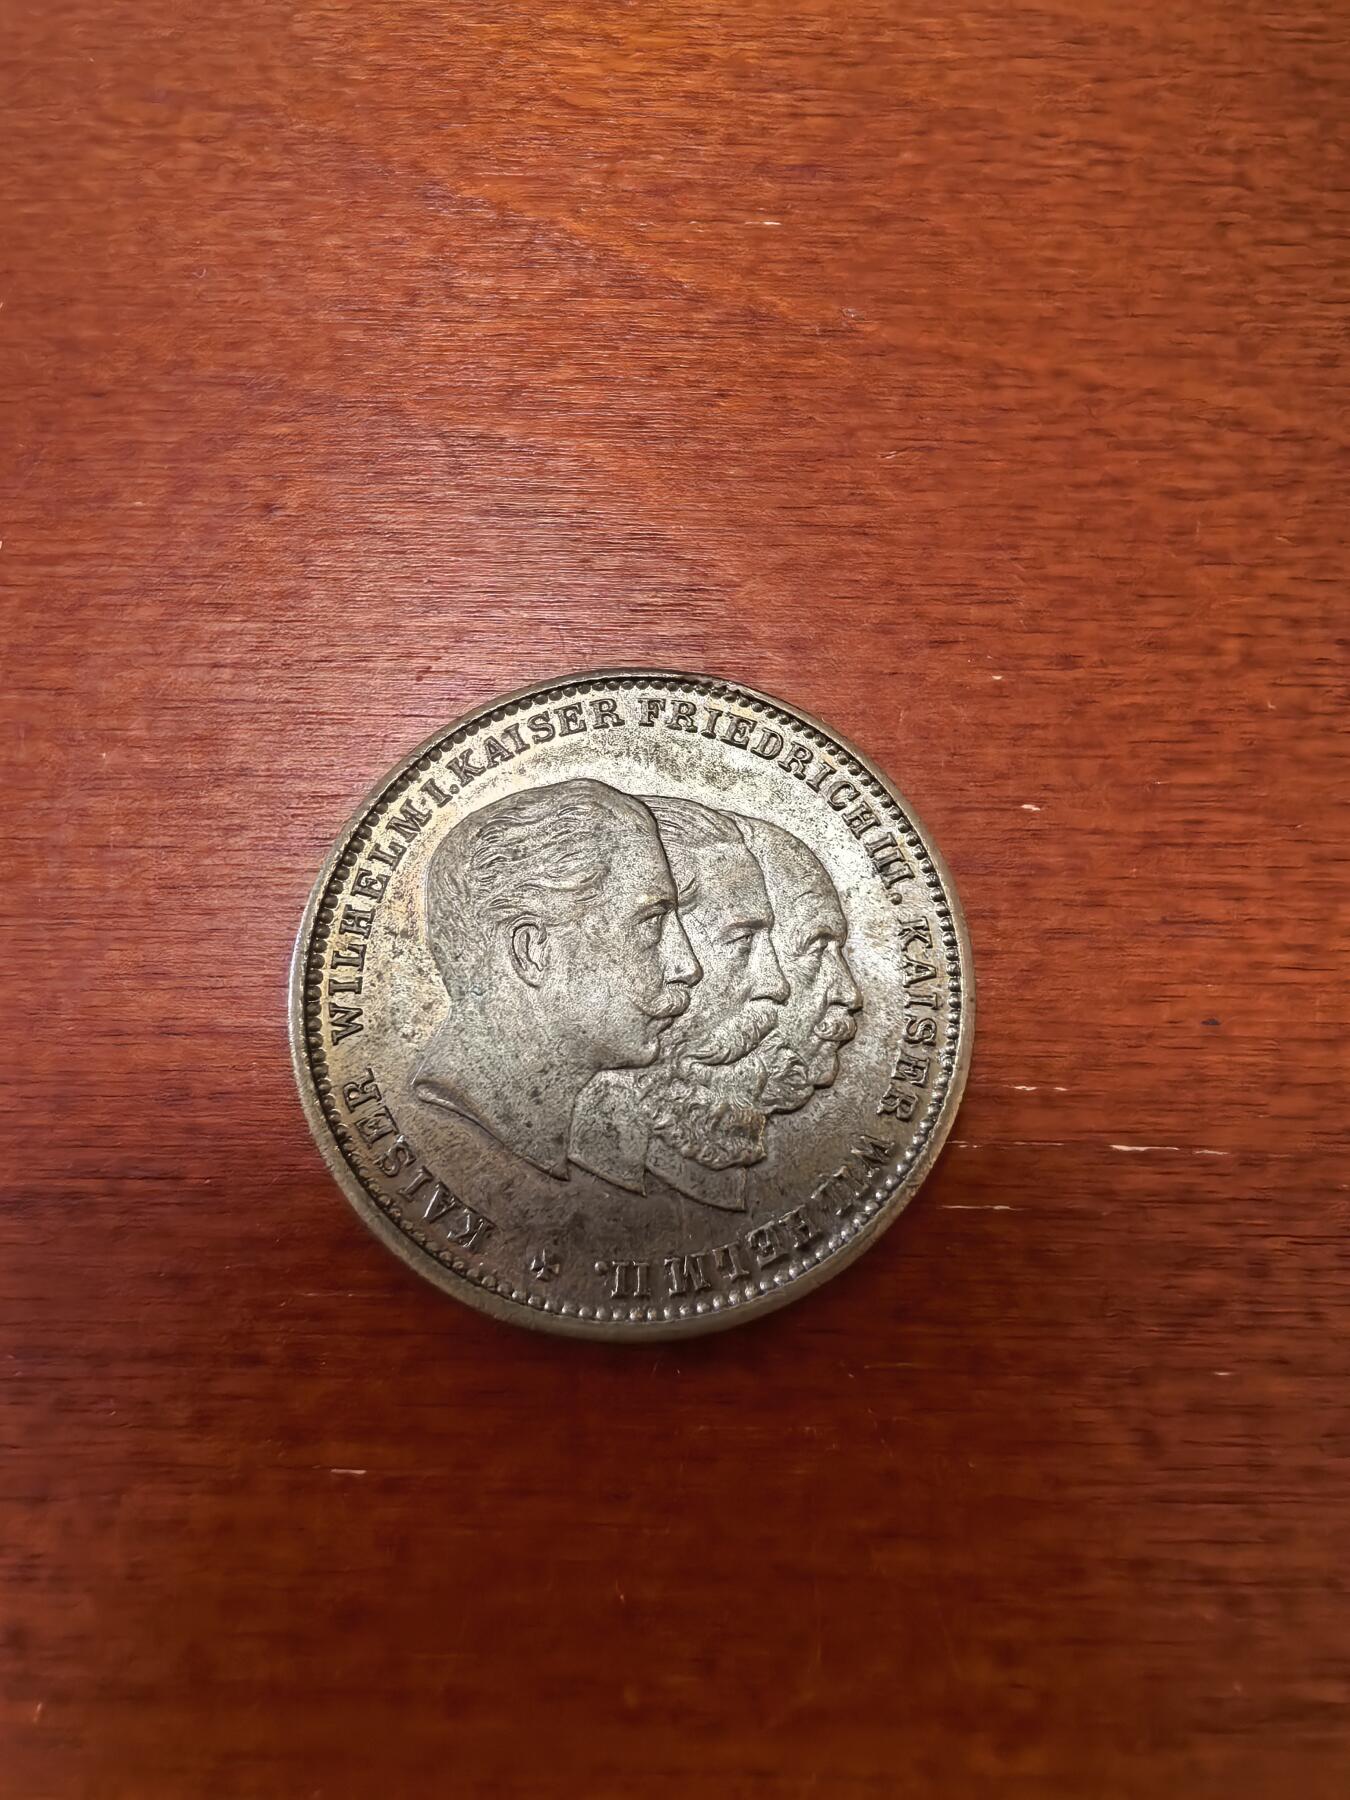 KAISER WILHELM I. KAISER FRIEDRICH III. KAISER WILHELM II.